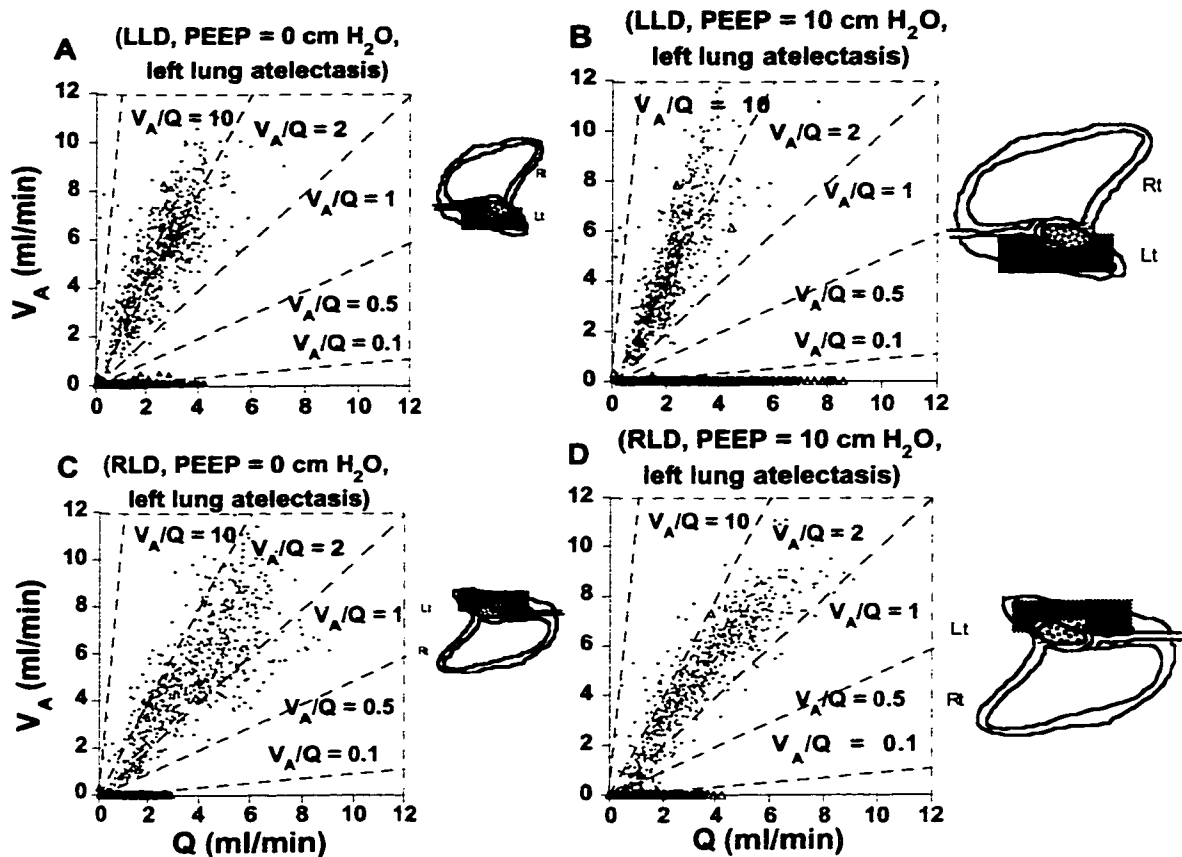 A (LLD, PEEP = 0 cm H2O,
left lung atelectasis)
12
10
8
6
4
2
0
VA (ml/min)
VA/Q = 10
VA/Q = 2
VA/Q = 1
VA/Q = 0.5
VA/Q = 0.1
0 2 4 6 8 10 12
Rt
Lt
B (LLD, PEEP = 10 cm H2O,
left lung atelectasis)
12
10
8
6
4
2
0
VA/Q = 10
VA/Q = 2
VA/Q = 1
VA/Q = 0.5
VA/Q = 0.1
0 2 4 6 8 10 12
Rt
Lt
C (RLD, PEEP = 0 cm H2O,
left lung atelectasis)
12
10
8
6
4
2
0
VA (ml/min)
VA/Q = 10
VA/Q = 2
VA/Q = 1
VA/Q = 0.5
VA/Q = 0.1
0 2 4 6 8 10 12
Q (ml/min)
Lt
Rt
D (RLD, PEEP = 10 cm H2O,
left lung atelectasis)
12
10
8
6
4
2
0
VA/Q = 10
VA/Q = 2
VA/Q = 1
VA/Q = 0.5
VA/Q = 0.1
0 2 4 6 8 10 12
Q (ml/min)
Lt
Rt